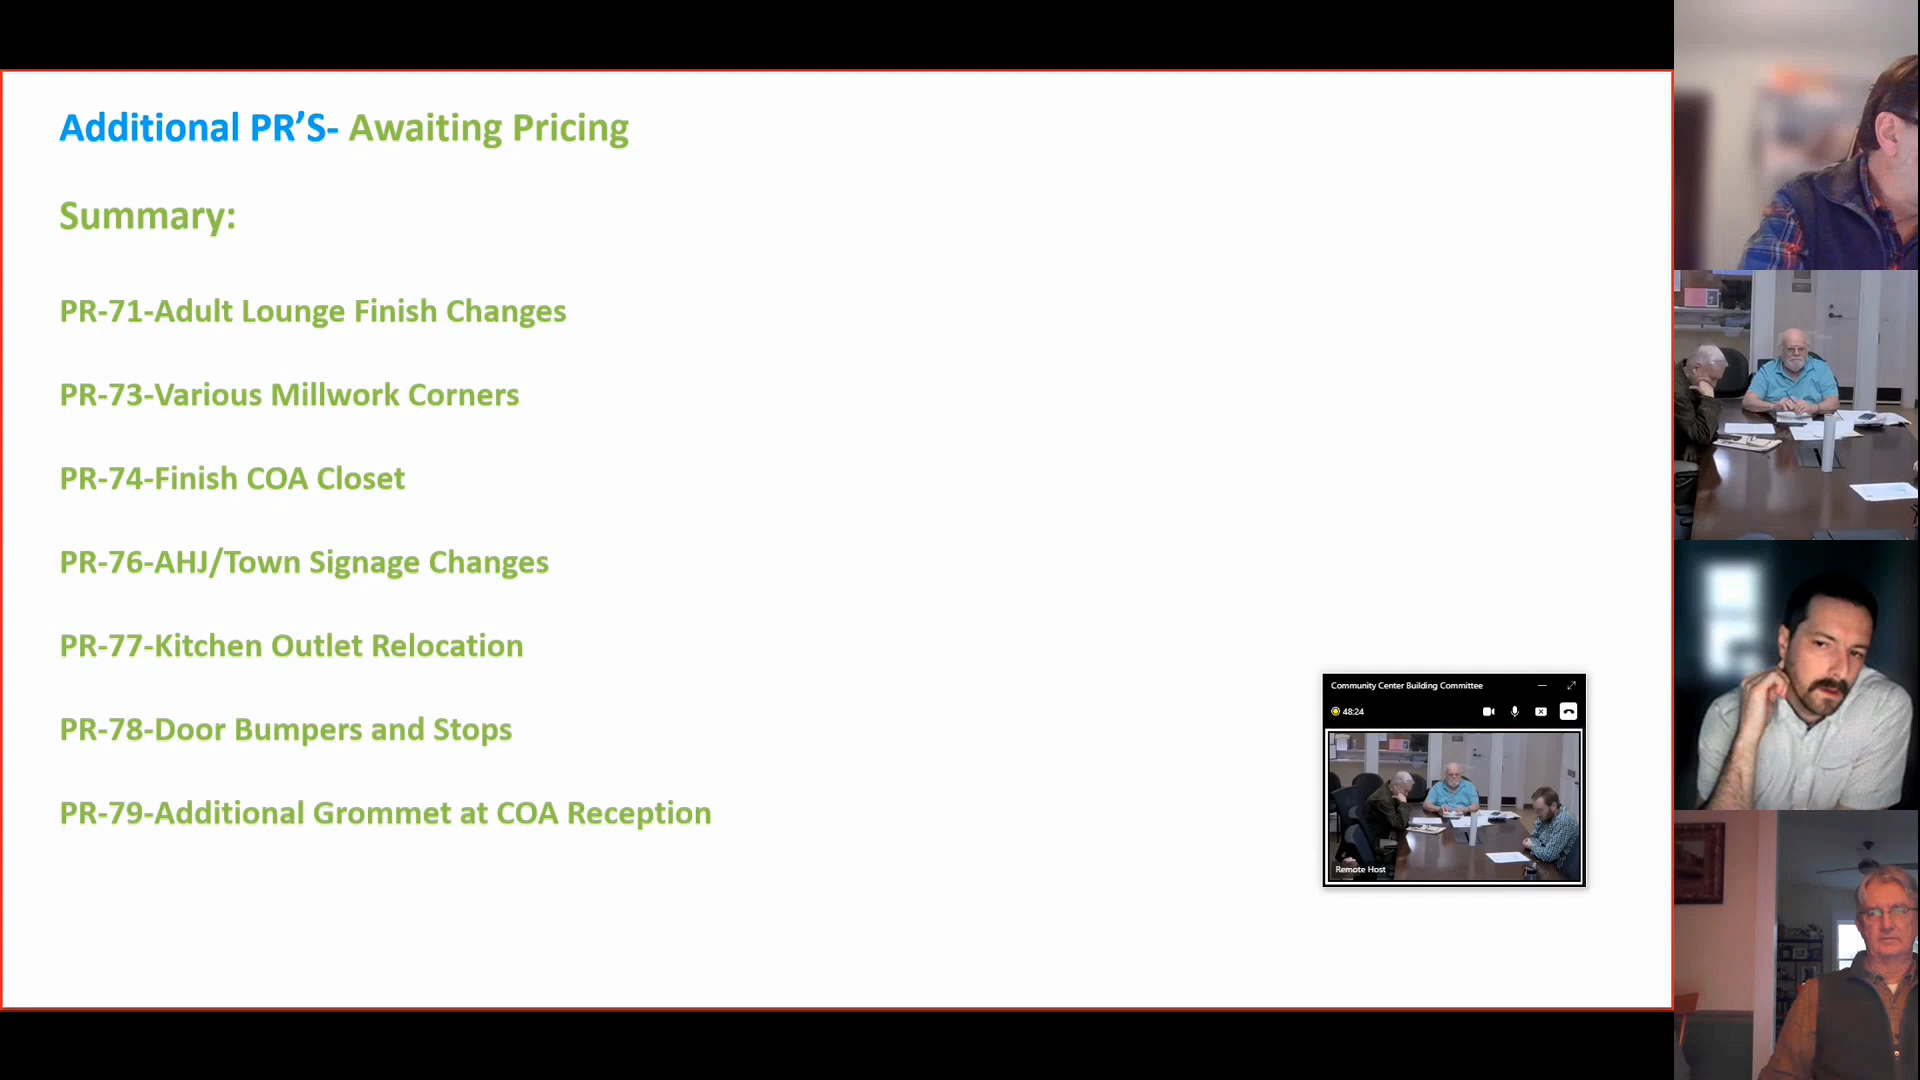 Additional PR’S- Awaiting Pricing
Summary:
PR-71-Adult Lounge Finish Changes
PR-73-Various Millwork Corners
PR-74-Finish COA Closet
PR-76-AHJ/Town Signage Changes
PR-77-Kitchen Outlet Relocation
PR-78-Door Bumpers and Stops
PR-79-Additional Grommet at COA Reception
Community Center Building Committee
48:24
Remote Host